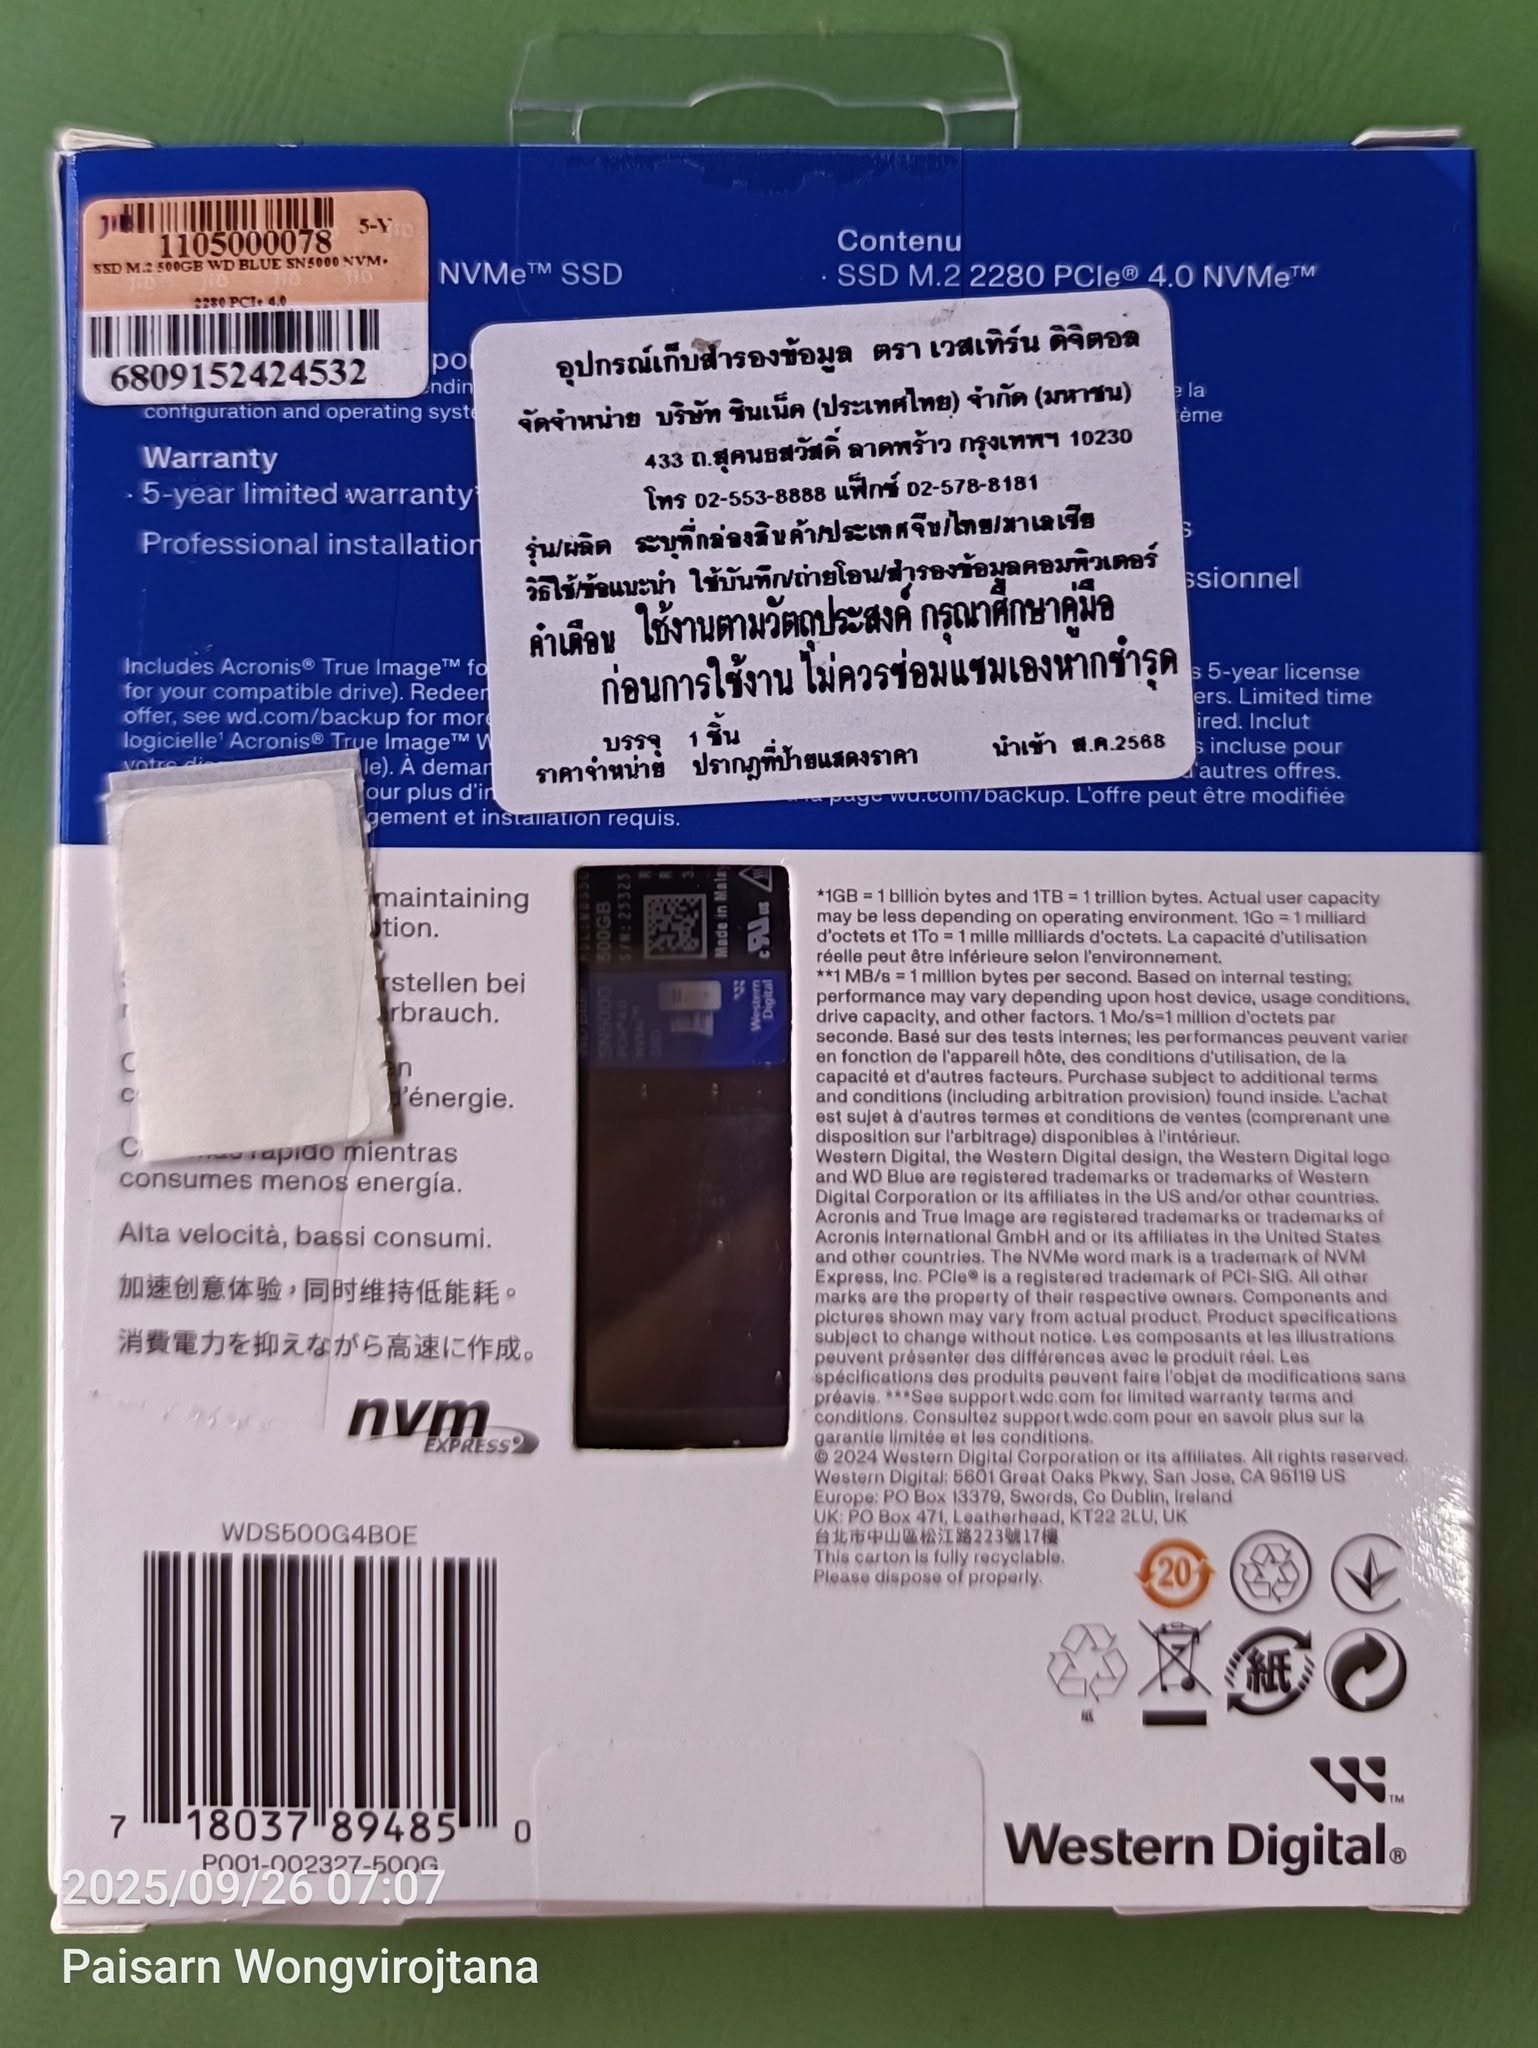 5-Y
1105000078
SSD M.2 500GB WD BLUE SN5000 NVM
2280 PCIe 4.0
6809152424532
NVMe™ SSD
configuration and operating
Warranty
· 5-year limited warranty
Professional installation
Contenu
· SSD M.2 2280 PCIe® 4.0 NVMe™
อุปกรณ์เก็บสำรองข้อมูล ตรา เวสเทิร์น ดิจิตอล
จัดจำหน่าย บริษัท ซินเน็ค (ประเทศไทย) จำกัด (มหาชน)
433 ถ.สุคนธสวัสดิ์ ลาดพร้าว กรุงเทพฯ 10230
โทร 02-553-8888 แฟ็กซ์ 02-578-8181
รุ่น/ผลิต ระบุที่กล่องสินค้า/ประเทศจีน/ไทย/มาเลเซีย
วิธีใช้/ข้อแนะนำ ใช้บันทึก/ถ่ายโอน/สำรองข้อมูลคอมพิวเตอร์
คำเตือน ใช้งานตามวัตถุประสงค์ กรุณาศึกษาคู่มือ
ก่อนการใช้งาน ไม่ควรซ่อมแซมเองหากชำรุด
บรรจุ 1 ชิ้น
ราคาจำหน่าย ปรากฎที่ป้ายแสดงราคา นำเข้า ส.ค.2568
Includes Acronis® True Image™
for your compatible drive).
offer, see wd.com/backup for
logicielle¹ Acronis® True Image™
et installation requis.
5-year license
Limited time
Inclut
incluse pour
d'autres offres.
page wd.com/backup. L'offre peut être modifiée
maintaining
bei
d'énergie.
rápido mientras
consumes menos energía.
Alta velocità, bassi consumi.
加速创意体验，同时维持低能耗。
消費電力を抑えながら高速に作成。
nvm
EXPRESS
500GB
Made in
SN5000
Western
Digital
*1GB = 1 billion bytes and 1TB = 1 trillion bytes. Actual user capacity
may be less depending on operating environment. 1Go = 1 milliard
d'octets et 1To = 1 mille milliards d'octets. La capacité d'utilisation
réelle peut être inférieure selon l'environnement.
**1 MB/s = 1 million bytes per second. Based on internal testing;
performance may vary depending upon host device, usage conditions,
drive capacity, and other factors. 1 Mo/s=1 million d'octets par
seconde. Basé sur des tests internes; les performances peuvent varier
en fonction de l'appareil hôte, des conditions d'utilisation, de la
capacité et d'autres facteurs. Purchase subject to additional terms
and conditions (including arbitration provision) found inside. L'achat
est sujet à d'autres termes et conditions de ventes (comprenant une
disposition sur l'arbitrage) disponibles à l'intérieur.
Western Digital, the Western Digital design, the Western Digital logo
and WD Blue are registered trademarks or trademarks of Western
Digital Corporation or its affiliates in the US and/or other countries.
Acronis and True Image are registered trademarks or trademarks of
Acronis International GmbH and or its affiliates in the United States
and other countries. The NVMe word mark is a trademark of NVM
Express, Inc. PCIe® is a registered trademark of PCI-SIG. All other
marks are the property of their respective owners. Components and
pictures shown may vary from actual product. Product specifications
subject to change without notice. Les composants et les illustrations
peuvent présenter des différences avec le produit réel. Les
spécifications des produits peuvent faire l'objet de modifications sans
préavis. ***See support.wdc.com for limited warranty terms and
conditions. Consultez support.wdc.com pour en savoir plus sur la
garantie limitée et les conditions.
© 2024 Western Digital Corporation or its affiliates. All rights reserved.
Western Digital: 5601 Great Oaks Pkwy, San Jose, CA 95119 US
Europe: PO Box 13379, Swords, Co Dublin, Ireland
UK: PO Box 471, Leatherhead, KT22 2LU, UK
台北市中山區松江路223號17樓
This carton is fully recyclable.
Please dispose of properly.
20
紙
WDS500G4B0E
7 18037 89485 0
P001-002327-500G
Western Digital®
2025/09/26 07:07
Paisarn Wongvirojtana